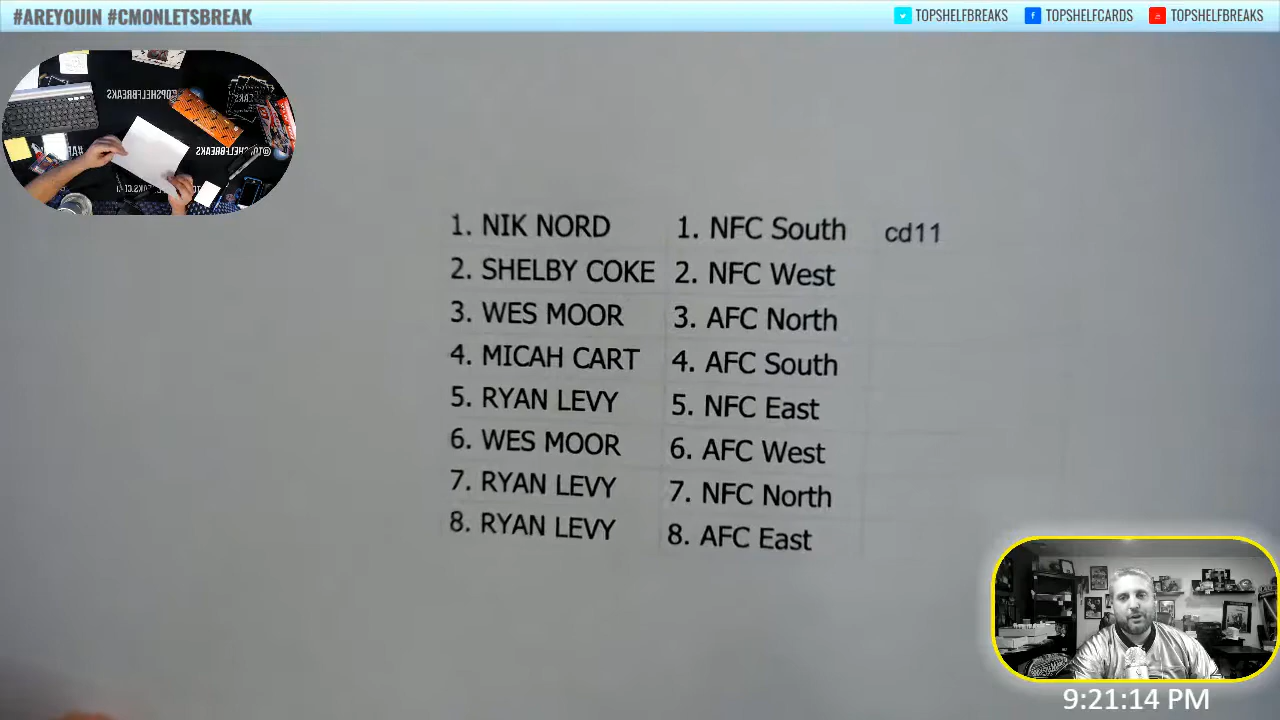 #AREYOUIN #CMONLETSBREAK
TOPSHELFBREAKS TOPSHELFCARDS TOPSHELFBREAKS
TOPSHELFBREAKS
1. NIK NORD 1. NFC South cd11
2. SHELBY COKE 2. NFC West
3. WES MOOR 3. AFC North
4. MICAH CART 4. AFC South
5. RYAN LEVY 5. NFC East
6. WES MOOR 6. AFC West
7. RYAN LEVY 7. NFC North
8. RYAN LEVY 8. AFC East
9:21:14 PM